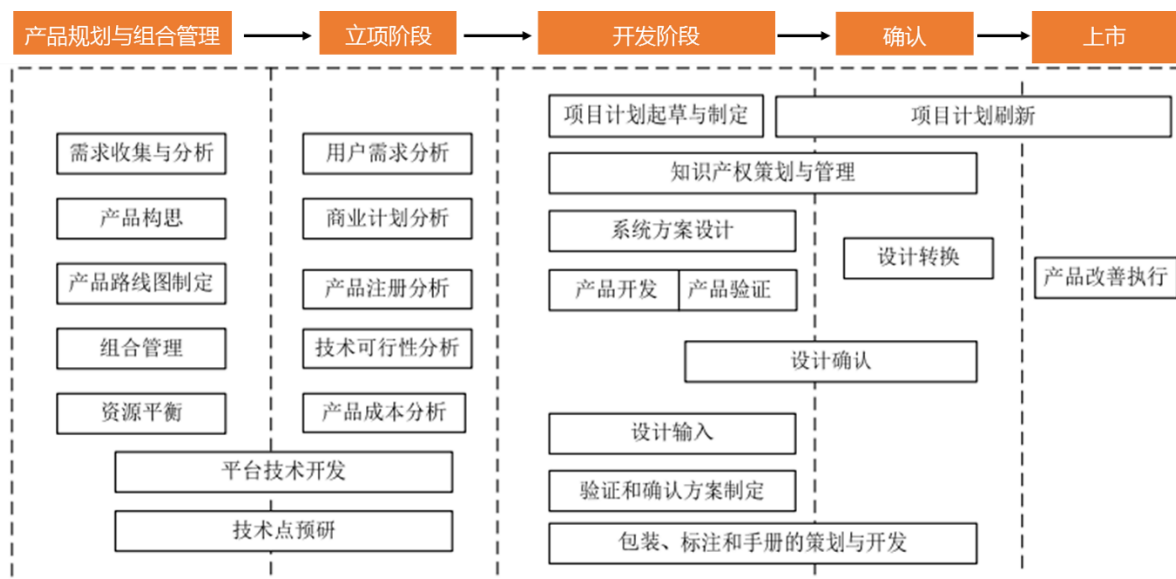 产品规划与组合管理
立项阶段
开发阶段
确认
上市
项目计划起草与制定
项目计划刷新
需求收集与分析
用户需求分析
知识产权策划与管理
产品构思
商业计划分析
系统方案设计
设计转换
产品路线图制定
产品注册分析
产品开发
产品验证
产品改善执行
组合管理
技术可行性分析
设计确认
资源平衡
产品成本分析
设计输入
平台技术开发
验证和确认方案制定
技术点预研
包装、标注和手册的策划与开发